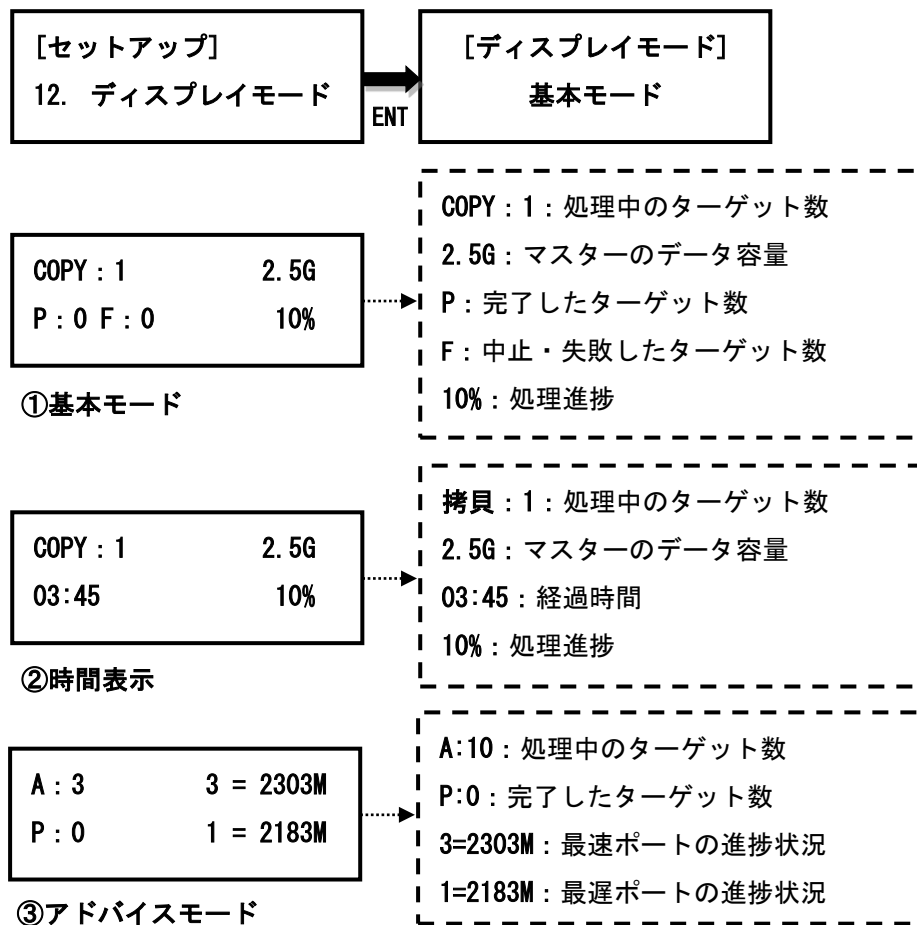 [セットアップ]
12. ディスプレイモード
ENT
[ディスプレイモード]
基本モード
COPY：1 2.5G
P：0 F：0 10%
①基本モード
COPY：1：処理中のターゲット数
2.5G：マスターのデータ容量
P：完了したターゲット数
F：中止・失敗したターゲット数
10%：処理進捗
COPY：1 2.5G
03:45 10%
②時間表示
拷貝：1：処理中のターゲット数
2.5G：マスターのデータ容量
03:45：経過時間
10%：処理進捗
A：3 3 = 2303M
P：0 1 = 2183M
③アドバイスモード
A:10：処理中のターゲット数
P:0：完了したターゲット数
3=2303M：最速ポートの進捗状況
1=2183M：最遅ポートの進捗状況